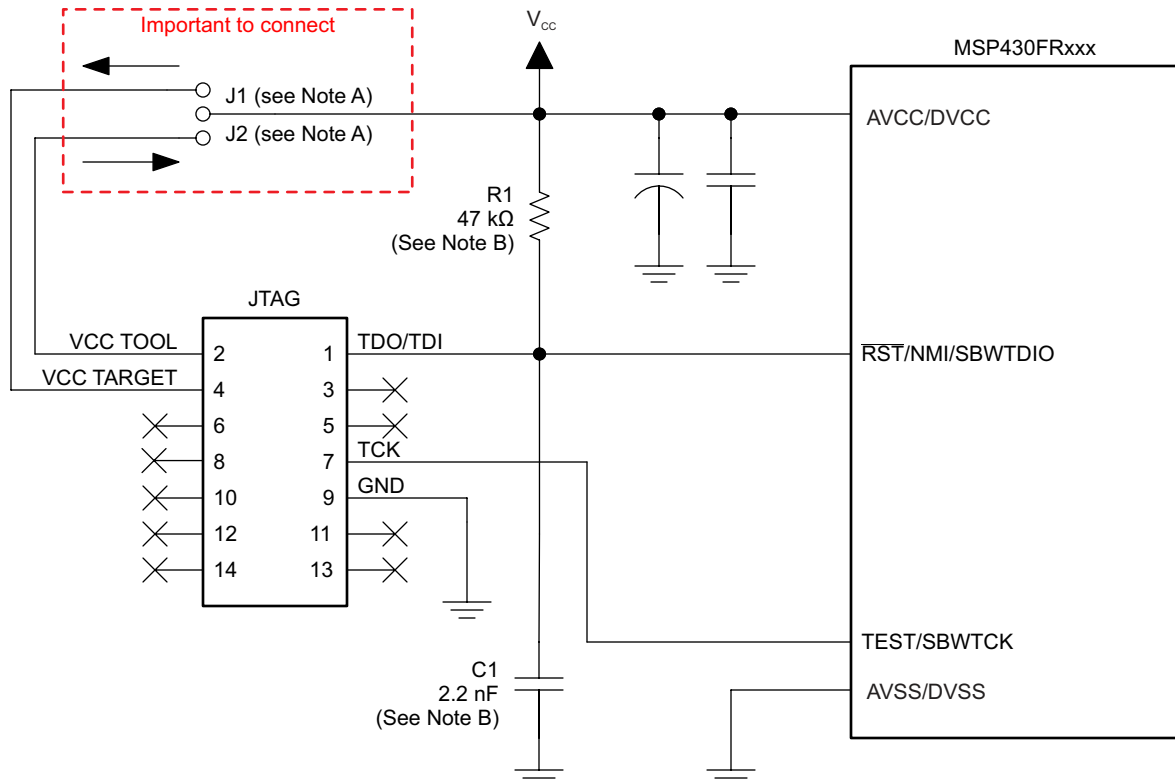 Important to connect
VCC
MSP430FRxxx
J1 (see Note A)
J2 (see Note A)
AVCC/DVCC
R1
47 kΩ
(See Note B)
JTAG
VCC TOOL
2
1
TDO/TDI
RST/NMI/SBWTDIO
VCC TARGET
4
3
6
5
8
7
TCK
10
9
GND
12
11
14
13
TEST/SBWTCK
C1
2.2 nF
(See Note B)
AVSS/DVSS